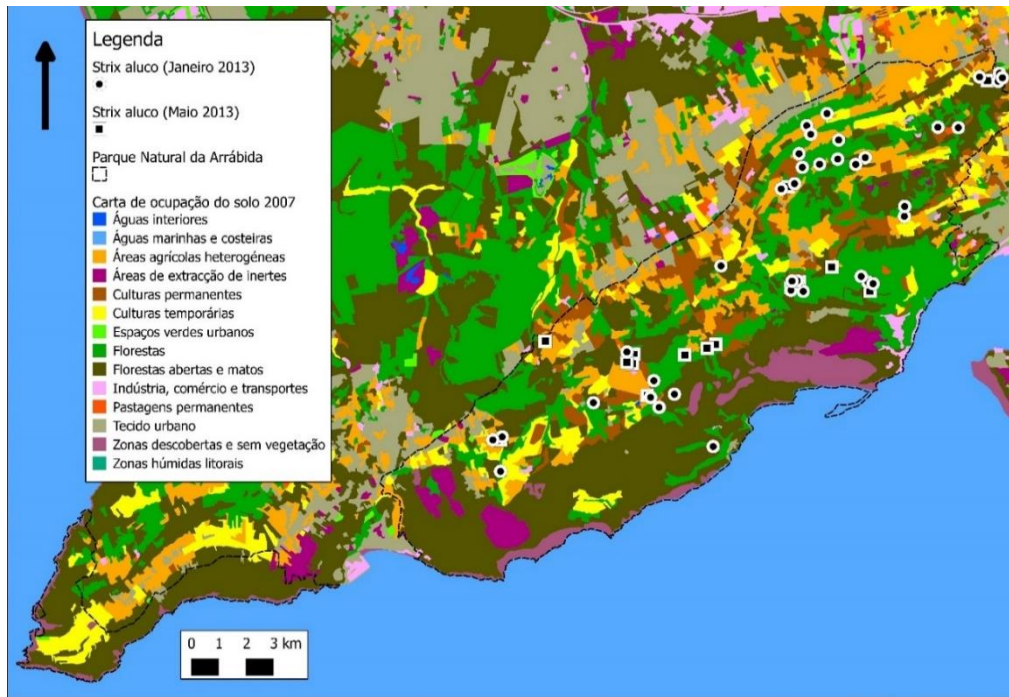 Legenda
Strix aluco (Janeiro 2013)
Strix aluco (Maio 2013)
Parque Natural da Arrábida
Carta de ocupação do solo 2007
Águas interiores
Águas marinhas e costeiras
Áreas agrícolas heterogéneas
Áreas de extracção de inertes
Culturas permanentes
Culturas temporárias
Espaços verdes urbanos
Florestas
Florestas abertas e matos
Indústria, comércio e transportes
Pastagens permanentes
Tecido urbano
Zonas descobertas e sem vegetação
Zonas húmidas litorais
0 1 2 3 km